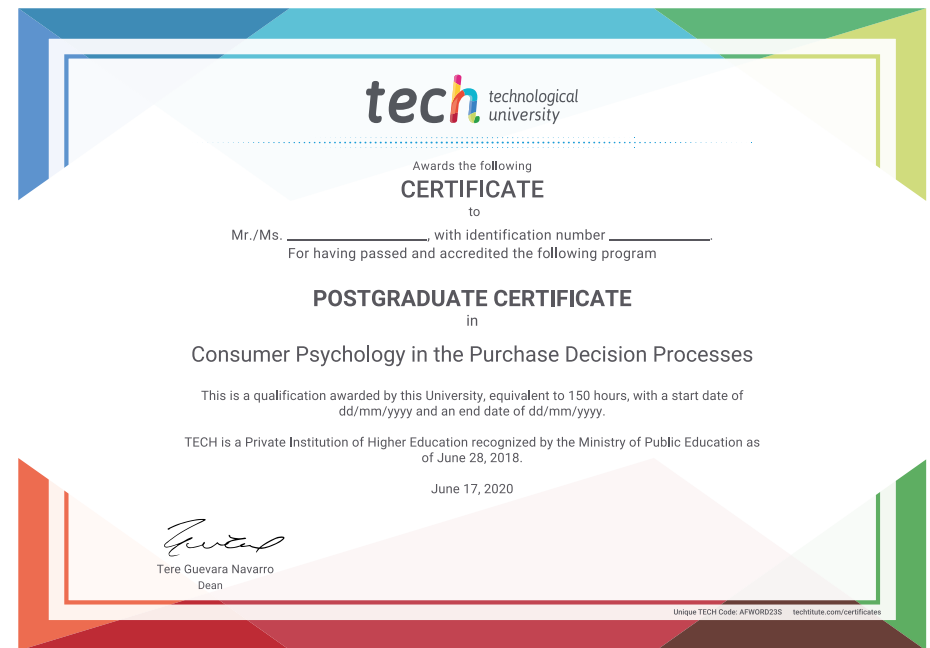 tech technological
university
Awards the following
CERTIFICATE
to
Mr./Ms. ____________________, with identification number ______________.
For having passed and accredited the following program
POSTGRADUATE CERTIFICATE
in
Consumer Psychology in the Purchase Decision Processes
This is a qualification awarded by this University, equivalent to 150 hours, with a start date of
dd/mm/yyyy and an end date of dd/mm/yyyy.
TECH is a Private Institution of Higher Education recognized by the Ministry of Public Education as
of June 28, 2018.
June 17, 2020
Tere Guevara Navarro
Dean
Unique TECH Code: AFWORD23S techtitute.com/certificates